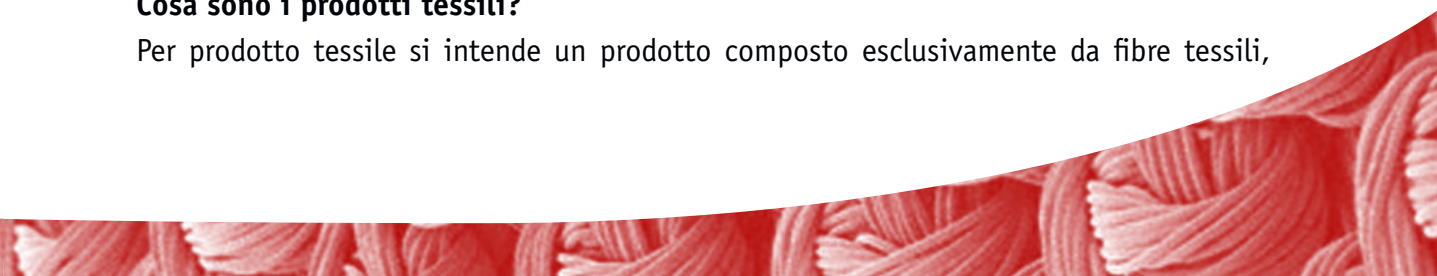 Cosa sono i prodotti tessili?
Per prodotto tessile si intende un prodotto composto esclusivamente da fibre tessili,